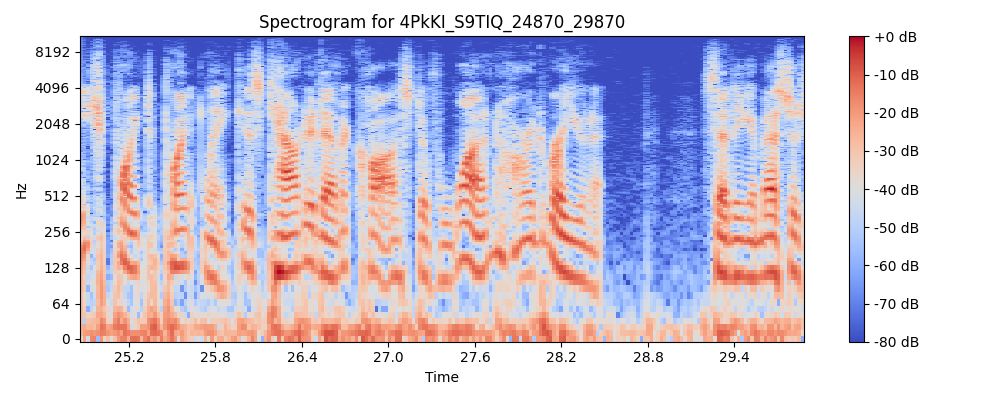 Spectrogram for 4PkKI_S9TIQ_24870_29870
8192
4096
2048
1024
512
256
128
64
0
Hz
25.2 25.8 26.4 27.0 27.6 28.2 28.8 29.4
Time
+0 dB
-10 dB
-20 dB
-30 dB
-40 dB
-50 dB
-60 dB
-70 dB
-80 dB